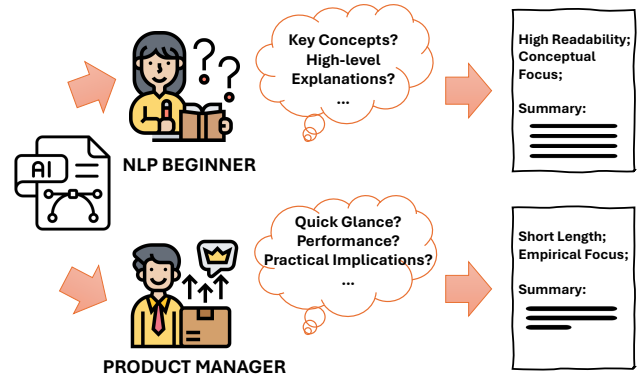 AI
NLP BEGINNER
Key Concepts?
High-level
Explanations?
...
High Readability;
Conceptual
Focus;
Summary:
PRODUCT MANAGER
Quick Glance?
Performance?
Practical Implications?
...
Short Length;
Empirical Focus;
Summary: